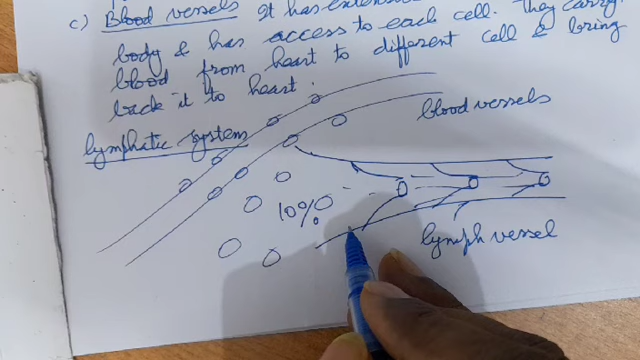 c) Blood vessels It has extens
body & has access to each cell. They carry
blood from heart to different cell & bring
back it to heart.
blood vessels
lymphatic system
10%
lymph vessel